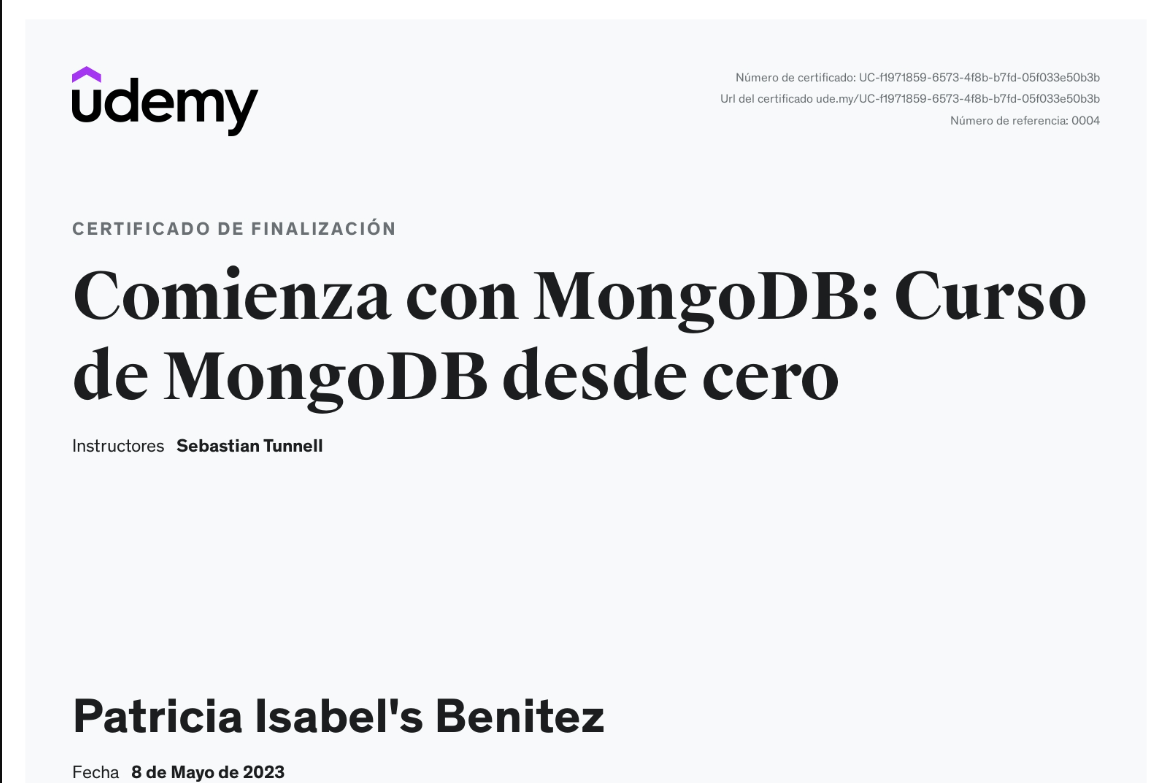 udemy
Número de certificado: UC-f1971859-6573-4f8b-b7fd-05f033e50b3b
Url del certificado ude.my/UC-f1971859-6573-4f8b-b7fd-05f033e50b3b
Número de referencia: 0004
CERTIFICADO DE FINALIZACIÓN
Comienza con MongoDB: Curso
de MongoDB desde cero
Instructores Sebastian Tunnell
Patricia Isabel's Benitez
Fecha 8 de Mayo de 2023